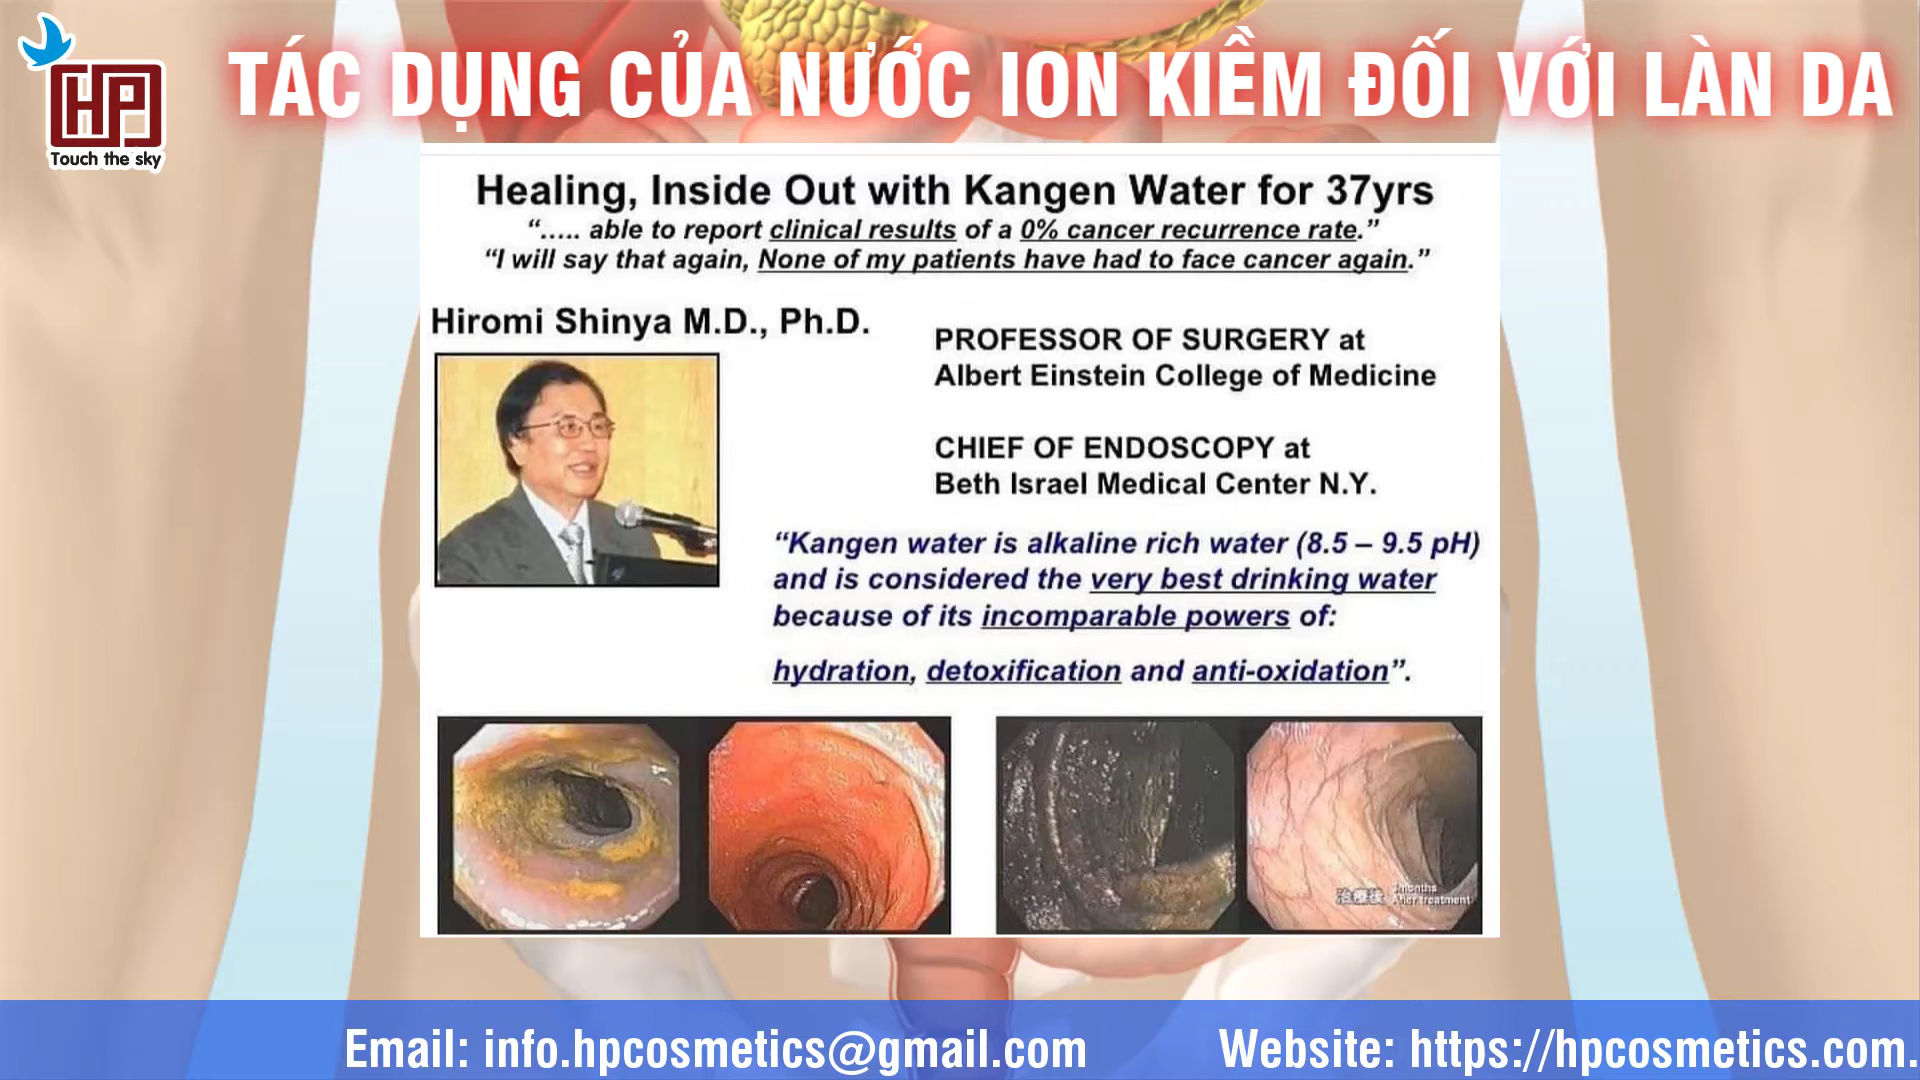 TÁC DỤNG CỦA NƯỚC ION KIỀM ĐỐI VỚI LÀN DA
HP
Touch the sky
Healing, Inside Out with Kangen Water for 37yrs
“..... able to report clinical results of a 0% cancer recurrence rate.”
“I will say that again, None of my patients have had to face cancer again.”
Hiromi Shinya M.D., Ph.D.
PROFESSOR OF SURGERY at
Albert Einstein College of Medicine
CHIEF OF ENDOSCOPY at
Beth Israel Medical Center N.Y.
“Kangen water is alkaline rich water (8.5 – 9.5 pH)
and is considered the very best drinking water
because of its incomparable powers of:
hydration, detoxification and anti-oxidation”.
治療後
months
After treatment
Email: info.hpcosmetics@gmail.com
Website: https://hpcosmetics.com.